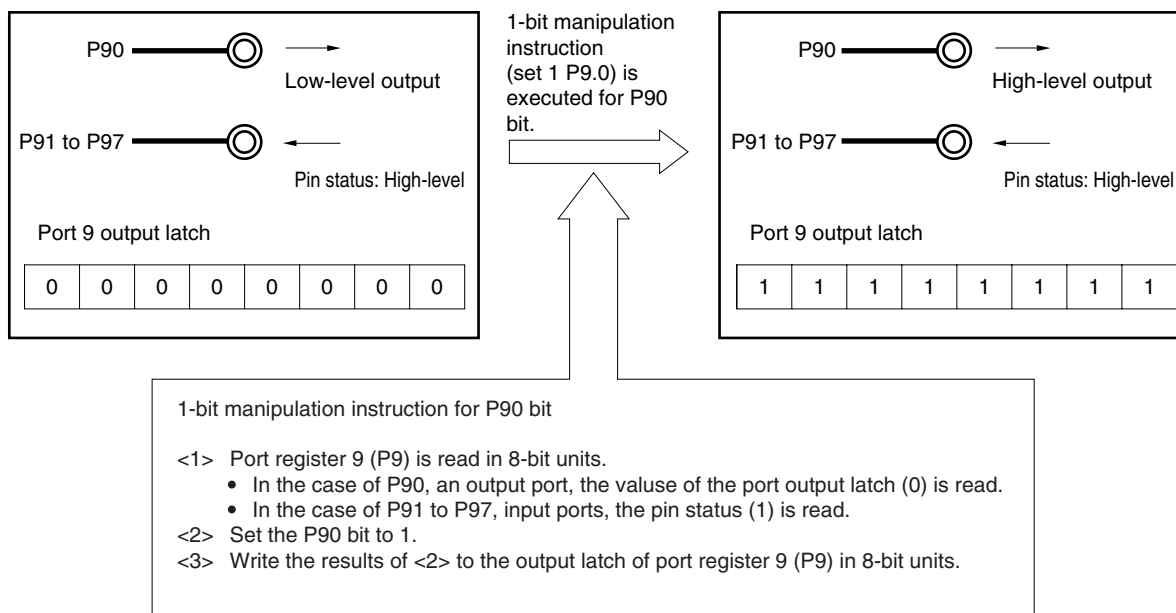 P90
Low-level output
P91 to P97
Pin status: High-level
Port 9 output latch
0 0 0 0 0 0 0 0
1-bit manipulation
instruction
(set 1 P9.0) is
executed for P90
bit.
P90
High-level output
P91 to P97
Pin status: High-level
Port 9 output latch
1 1 1 1 1 1 1 1
1-bit manipulation instruction for P90 bit
<1> Port register 9 (P9) is read in 8-bit units.
• In the case of P90, an output port, the valuse of the port output latch (0) is read.
• In the case of P91 to P97, input ports, the pin status (1) is read.
<2> Set the P90 bit to 1.
<3> Write the results of <2> to the output latch of port register 9 (P9) in 8-bit units.